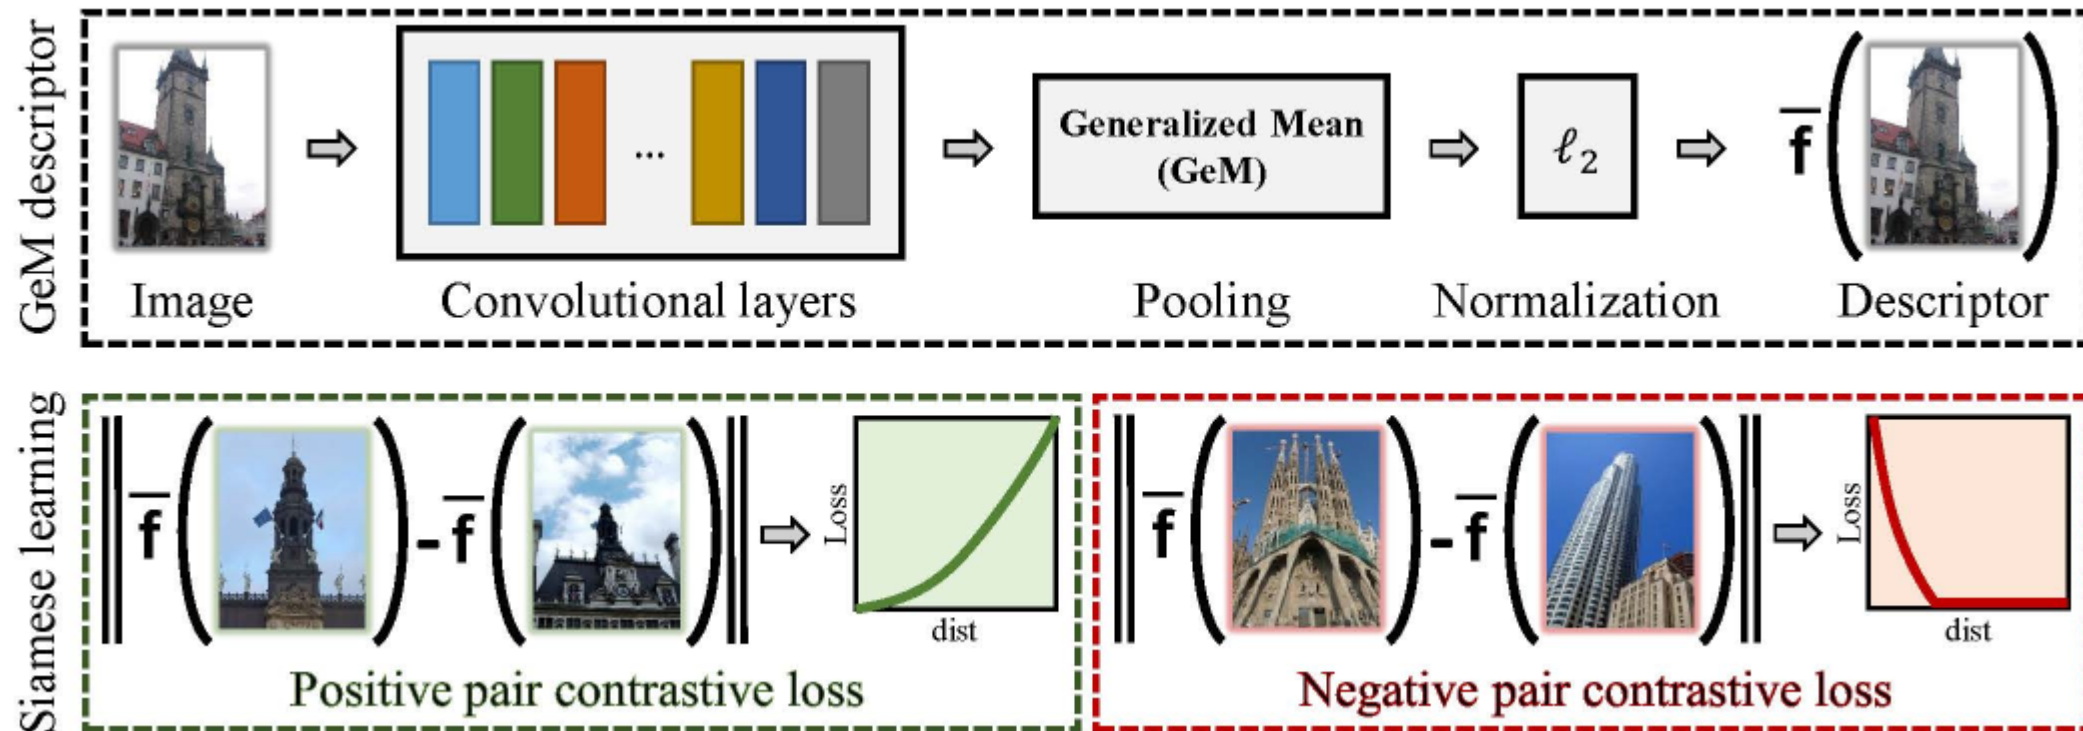 GeM descriptor
...
Generalized Mean
(GeM)
ℓ₂
f̅
Image
Convolutional layers
Pooling
Normalization
Descriptor
Siamese learning
f̅ - f̅
Loss
dist
Positive pair contrastive loss
f̅ - f̅
Loss
dist
Negative pair contrastive loss